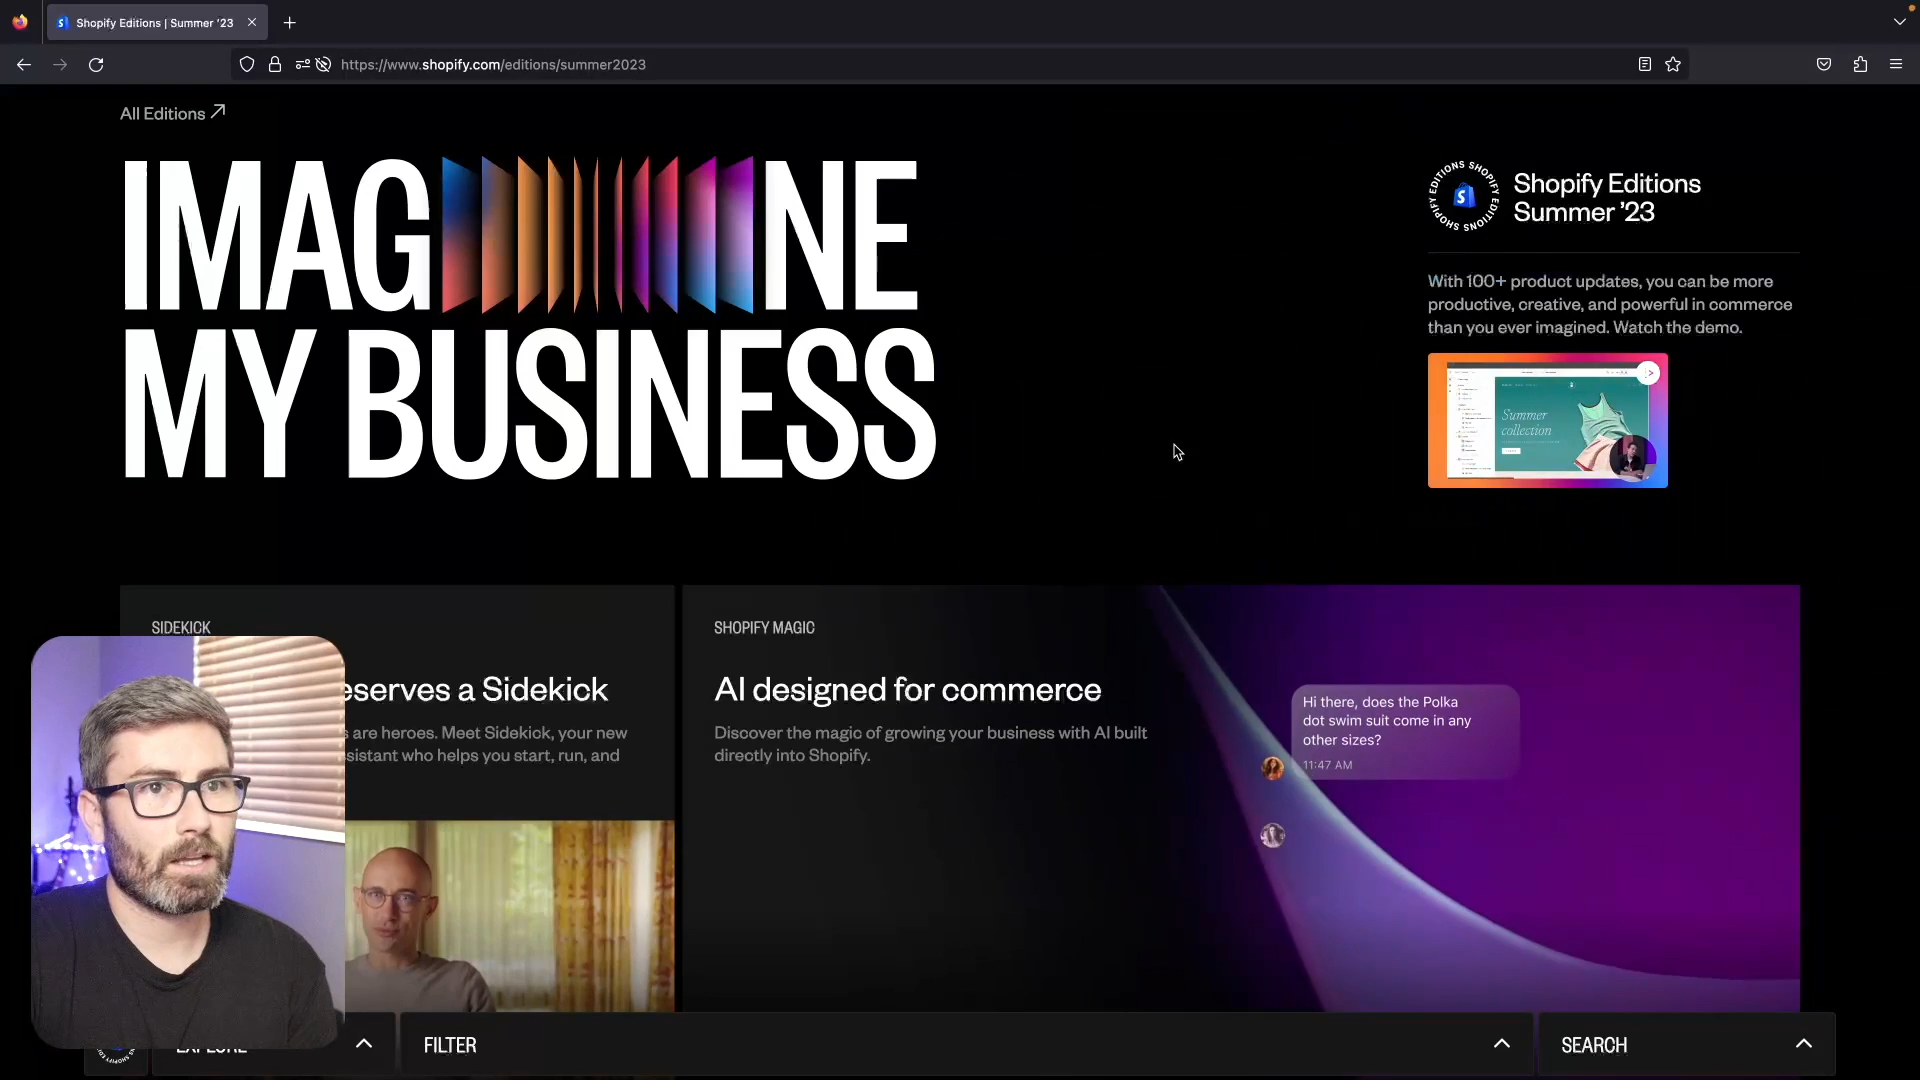 Shopify Editions | Summer '23
https://www.shopify.com/editions/summer2023
All Editions
IMAG NE
MY BUSINESS
SHOPIFY EDITIONS SHOPIFY EDITIONS
Shopify Editions
Summer '23
With 100+ product updates, you can be more
productive, creative, and powerful in commerce
than you ever imagined. Watch the demo.
Summer
collection
SIDEKICK
eserves a Sidekick
are heroes. Meet Sidekick, your new
sistant who helps you start, run, and
SHOPIFY MAGIC
AI designed for commerce
Discover the magic of growing your business with AI built
directly into Shopify.
Hi there, does the Polka
dot swim suit come in any
other sizes?
11:47 AM
EXPLORE
FILTER
SEARCH